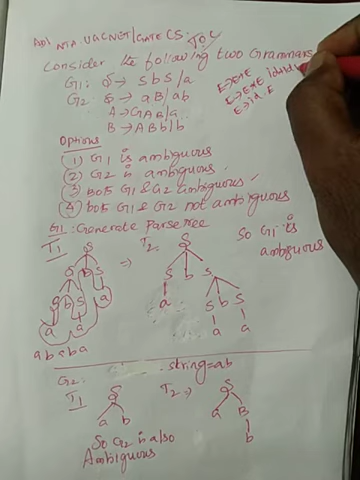 NTA UGCNET/GATE CS: TOC
Consider the following two Grammars
G1: S → SbS/a
G2: S → aB/ab
A → GAB/a
B → ABb/b
E→E+E
E→E*E id+id
E→id. E
Options
1) G1 is ambiguous
2) G2 is ambiguous
3) Both G1 & G2 ambiguous
4) both G1 & G2 not ambiguous
G1: Generate Parse tree
T1
S
⇒
T2
S
So G1 is
ambiguous
S b S
S b S
S b S a
a a
a
S b S
a a
ababa
G2:
string = ab
T1
S
T2 ⇒
S
a b
a B
b
So G2 is also
Ambiguous